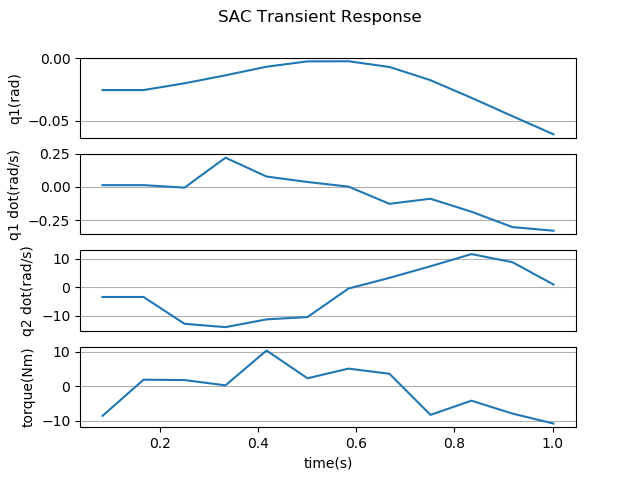 SAC Transient Response
q1(rad)
0.00
−0.05
q1 dot(rad/s)
0.25
0.00
−0.25
q2 dot(rad/s)
10
0
−10
torque(Nm)
10
0
−10
0.2 0.4 0.6 0.8 1.0
time(s)